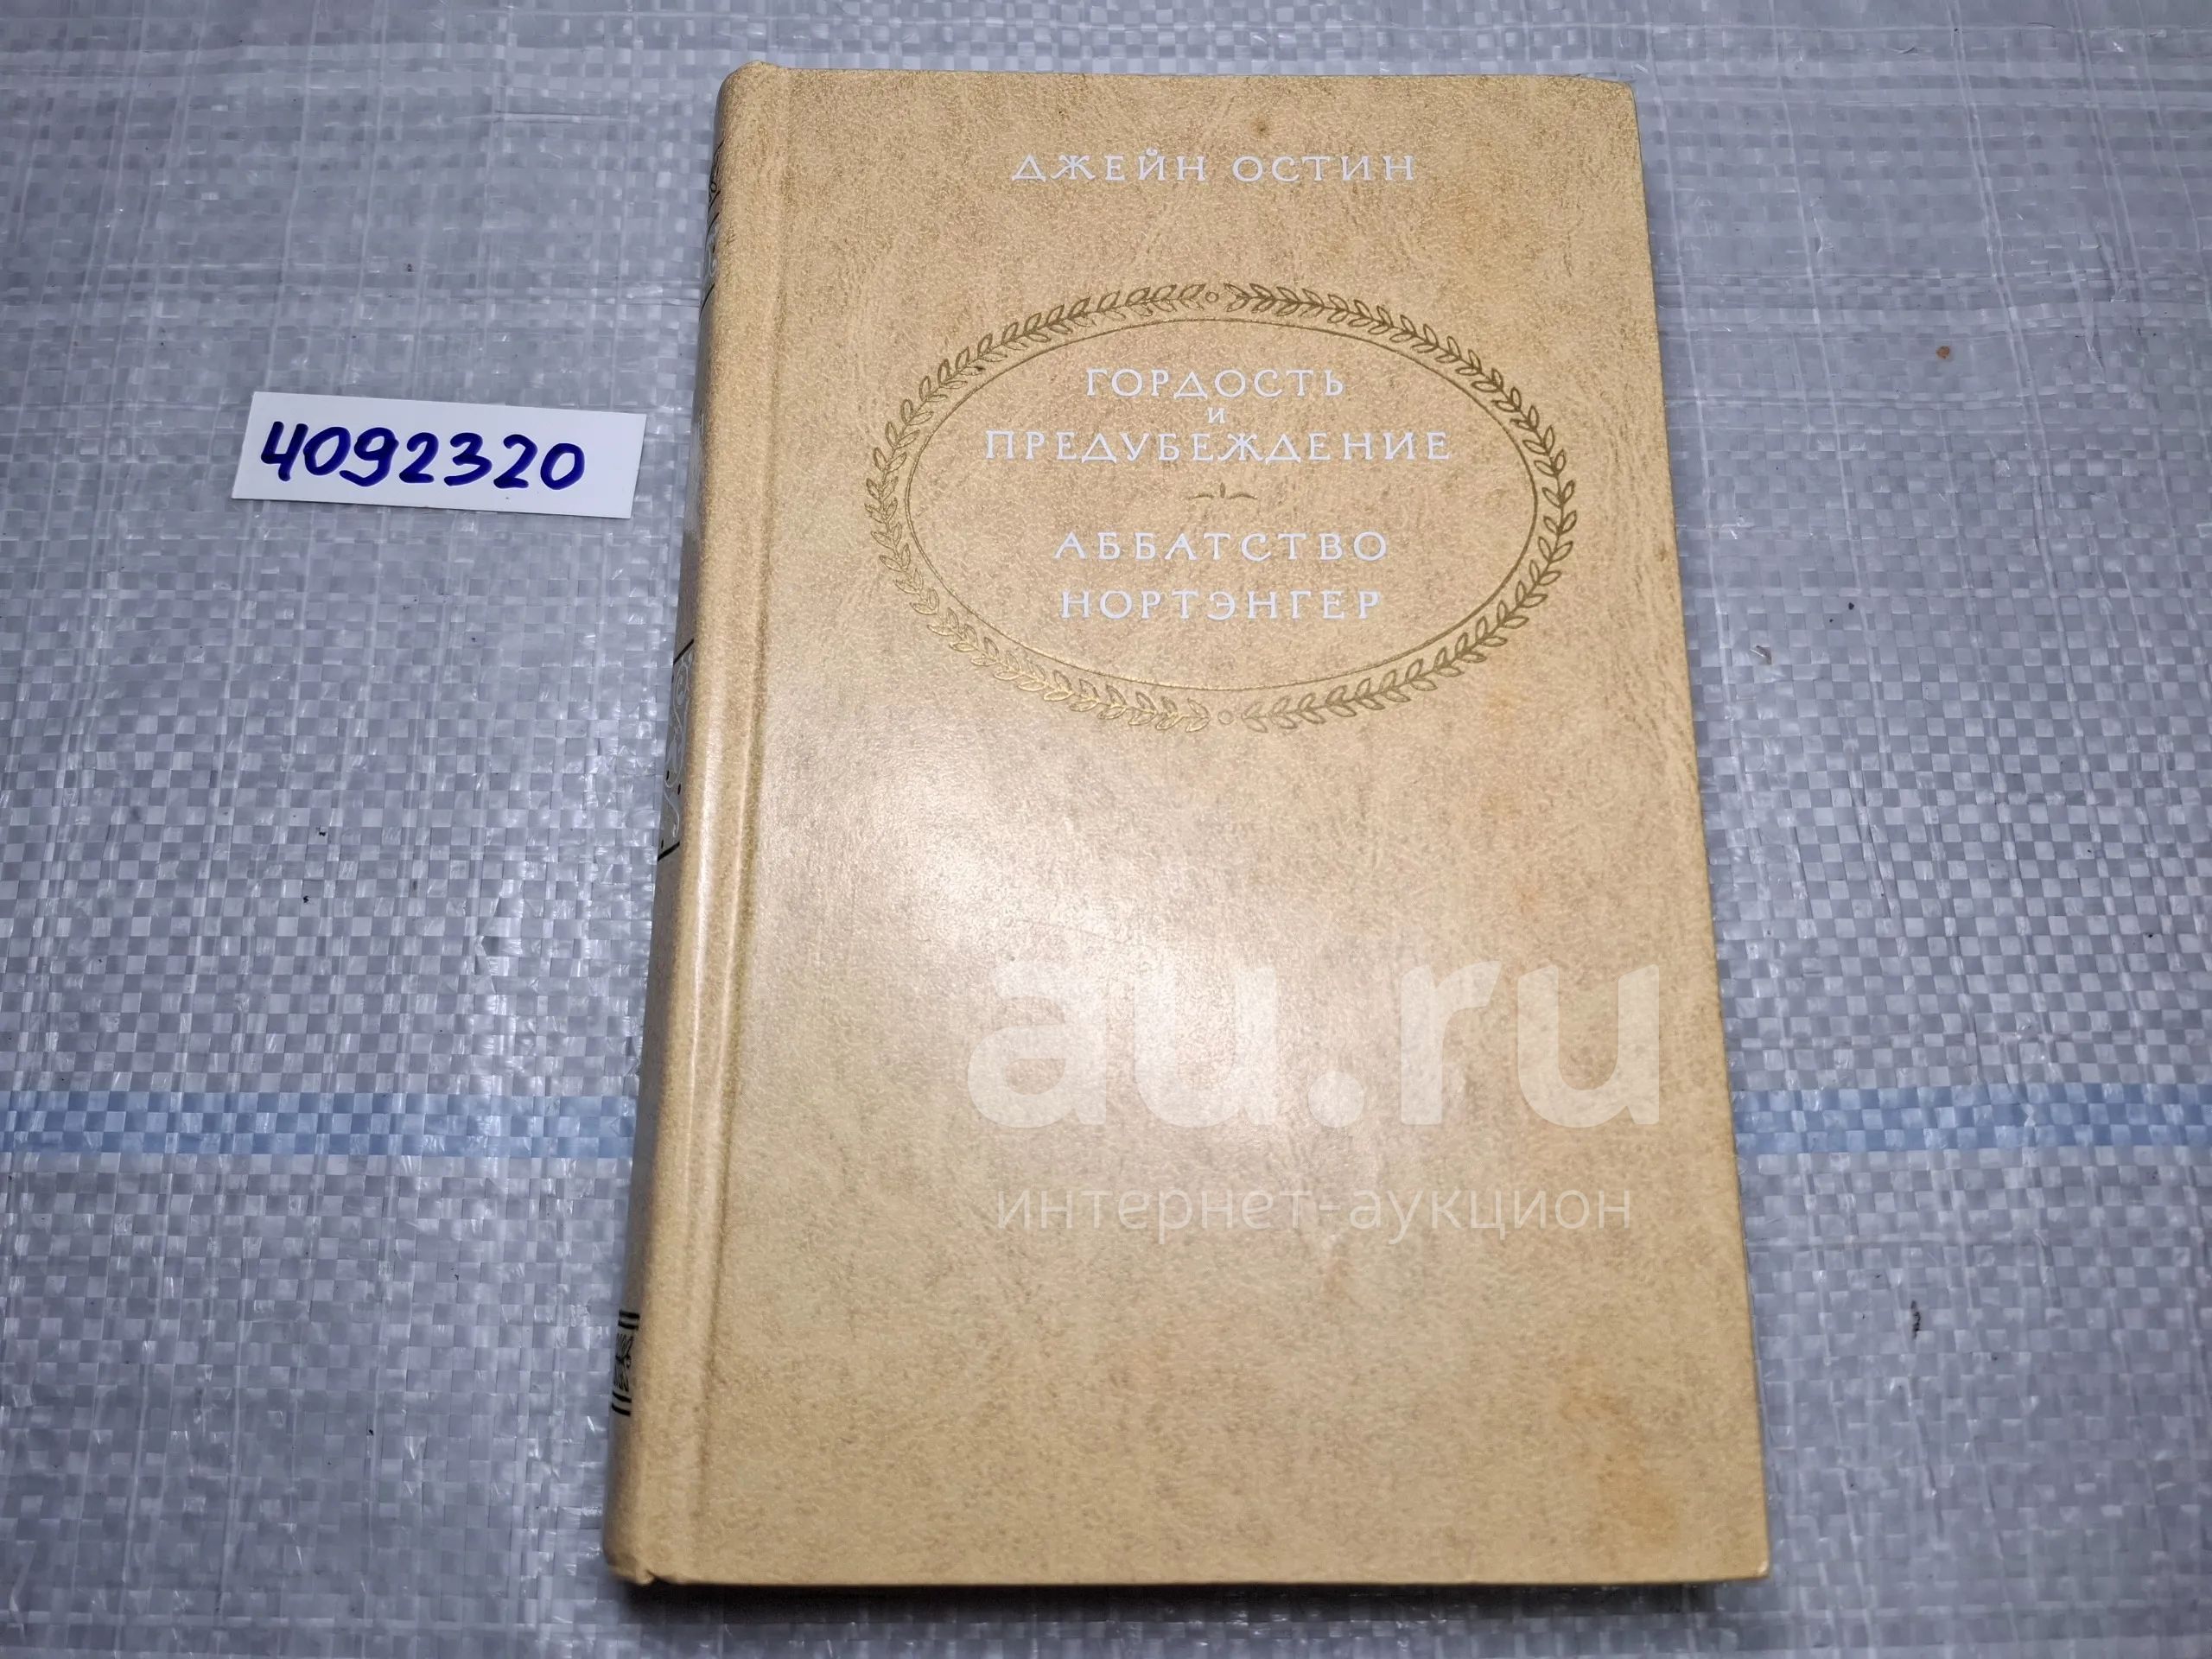 ДЖЕЙН ОСТИН
ГОРДОСТЬ
И
ПРЕДУБЕЖДЕНИЕ
АББАТСТВО
НОРТЭНГЕР
4092320
au.ru
интернет-аукцион